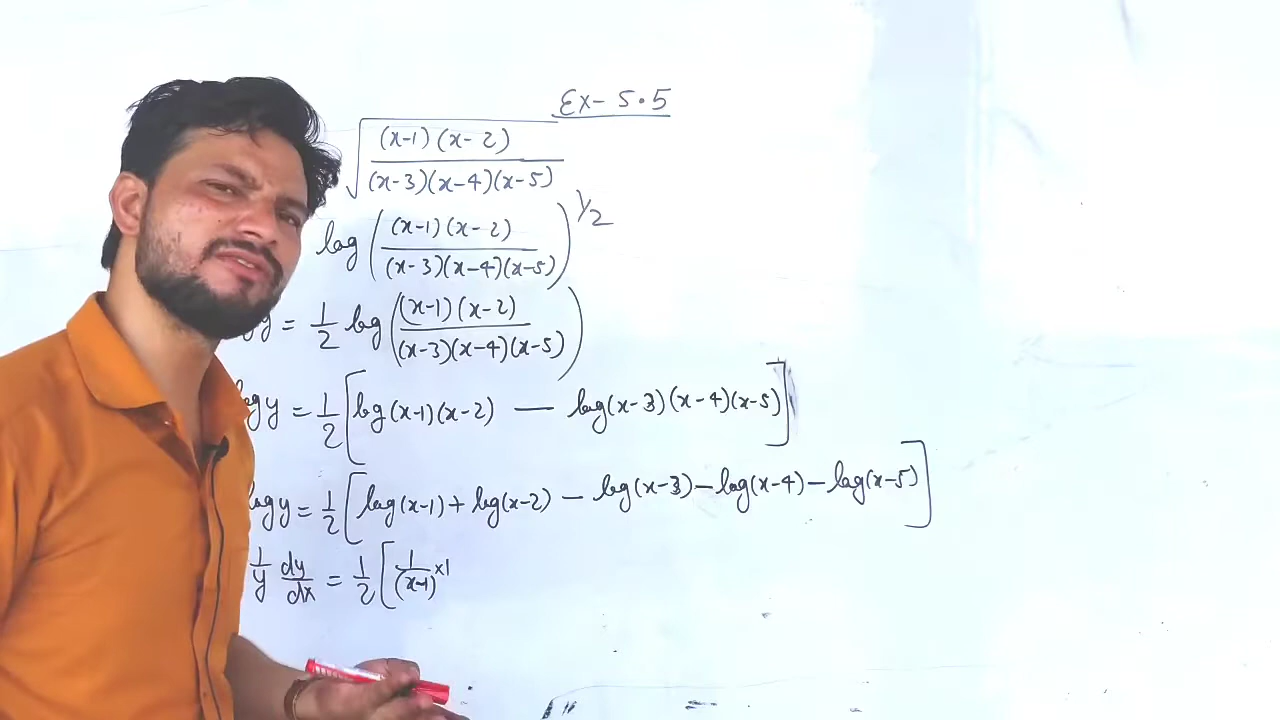 Ex- 5.5
√((x-1)(x-2)/(x-3)(x-4)(x-5))
log((x-1)(x-2)/(x-3)(x-4)(x-5))^1/2
y = 1/2 log((x-1)(x-2)/(x-3)(x-4)(x-5))
log y = 1/2 [log(x-1)(x-2) — log(x-3)(x-4)(x-5)]
log y = 1/2 [log(x-1) + log(x-2) - log(x-3) - log(x-4) - log(x-5)]
1/y dy/dx = 1/2 [1/(x-1) ×1